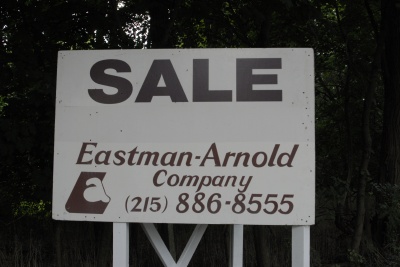 SALE
Eastman-Arnold
Company
(215) 886-8555